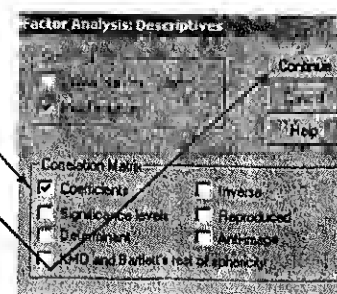 Factor Analysis: Descriptives
Continue
Cancel
Help
Correlation Matrix
Coefficients
Inverse
Significance levels
Reproduced
Determinant
Anti-image
KMO and Bartlett's test of sphericity